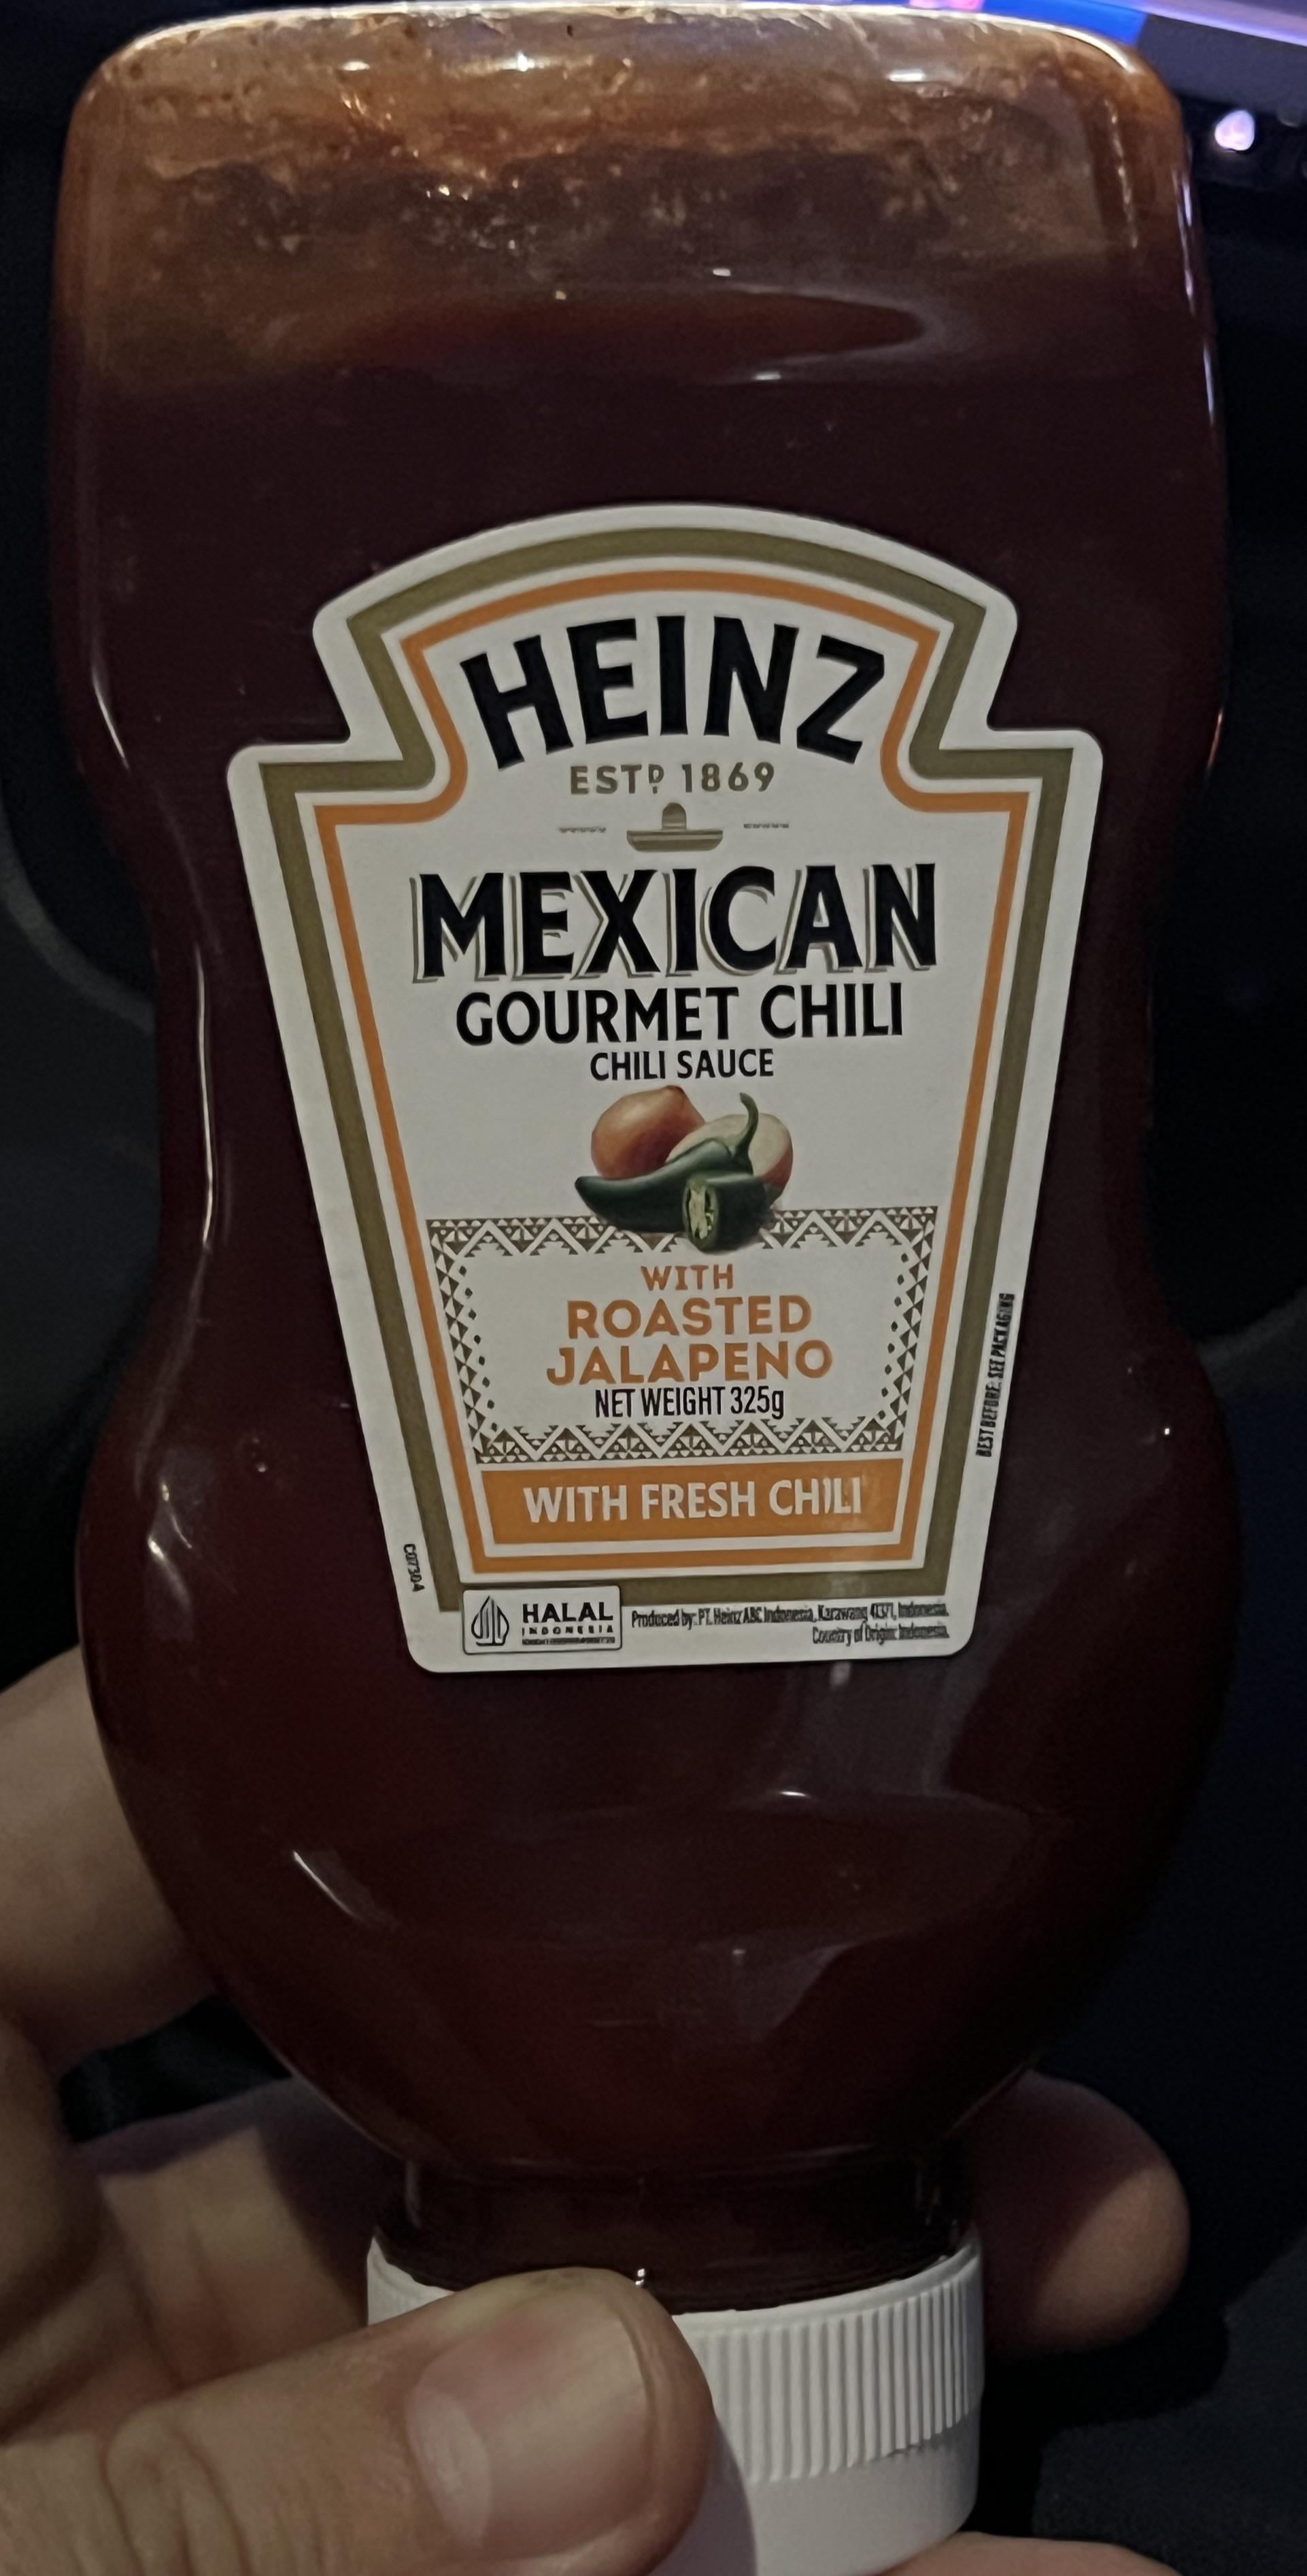 HEINZ
ESTD 1869
MEXICAN
GOURMET CHILI
CHILI SAUCE
WITH
ROASTED
JALAPENO
NET WEIGHT 325g
WITH FRESH CHILI
BEST BEFORE: SEE PACKAGING
C07304
HALAL
INDONESIA
Produced by: PT. Heinz ABC Indonesia, Karawang 41371, Indonesia.
Country of Origin: Indonesia.